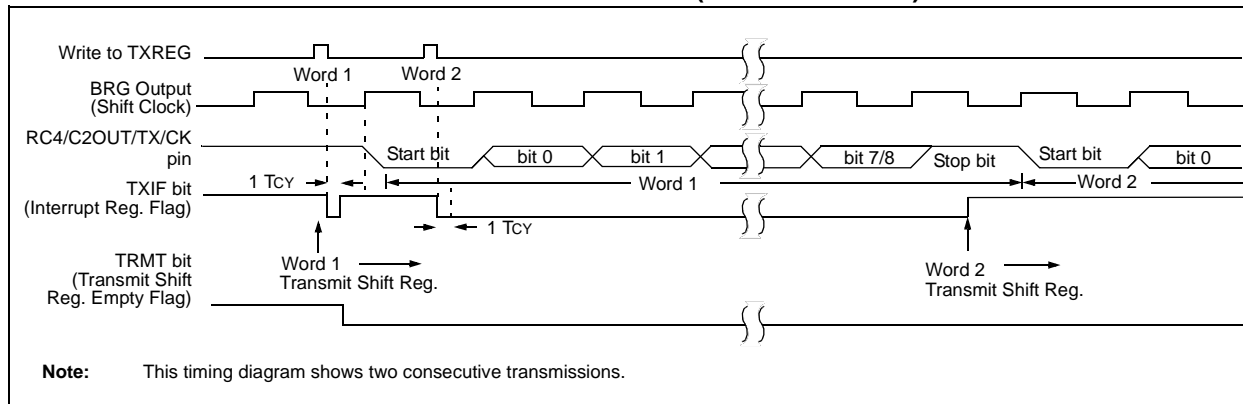 Write to TXREG
Word 1
Word 2
BRG Output
(Shift Clock)
RC4/C2OUT/TX/CK
pin
Start bit
bit 0
bit 1
bit 7/8
Stop bit
Start bit
bit 0
1 TCY
Word 1
Word 2
TXIF bit
(Interrupt Reg. Flag)
1 TCY
TRMT bit
(Transmit Shift
Reg. Empty Flag)
Word 1
Transmit Shift Reg.
Word 2
Transmit Shift Reg.
Note: This timing diagram shows two consecutive transmissions.